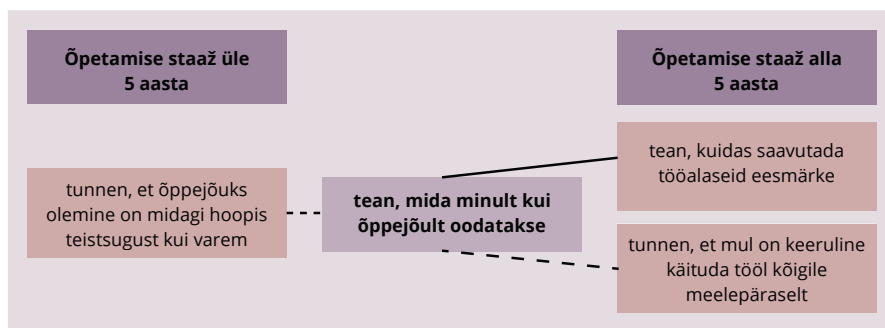 Õpetamise staaž üle
5 aasta
Õpetamise staaž alla
5 aasta
tunnen, et õppejõuks
olemine on midagi hoopis
teistsugust kui varem
tean, mida minult kui
õppejõult oodatakse
tean, kuidas saavutada
tööalaseid eesmärke
tunnen, et mul on keeruline
käituda tööl kõigile
meelepäraselt